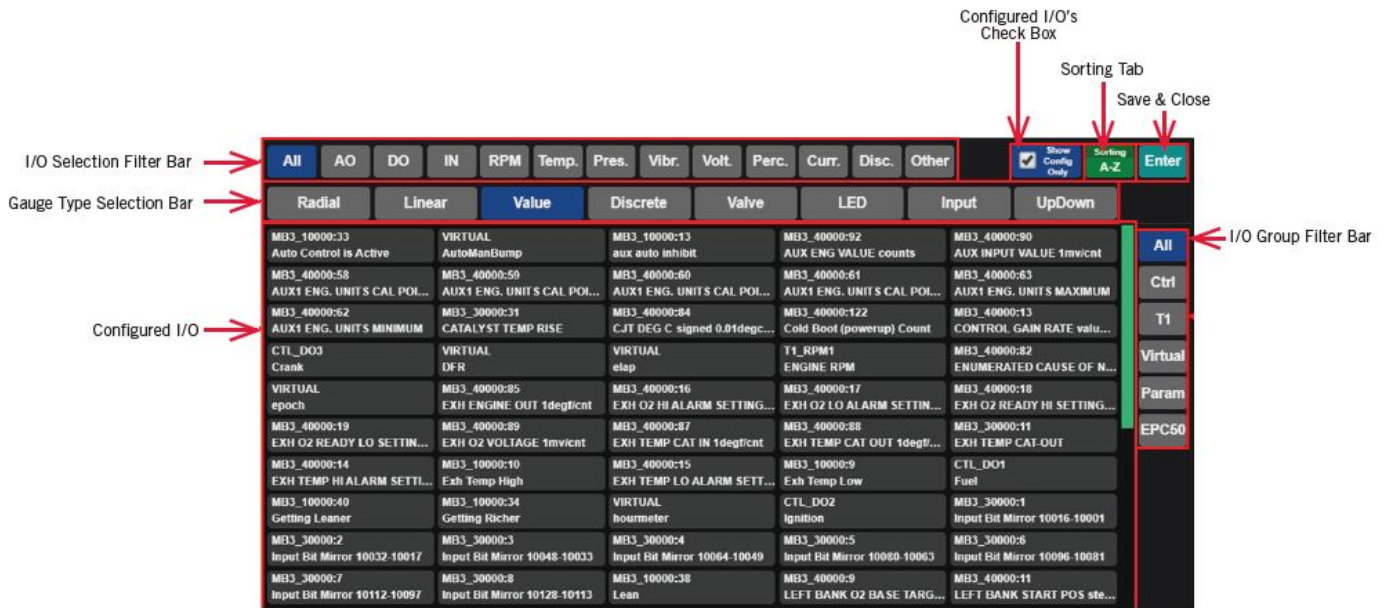 Configured I/O's
Check Box
Sorting Tab
Save & Close
I/O Selection Filter Bar
All AO DO IN RPM Temp. Pres. Vibr. Volt. Perc. Curr. Disc. Other
Show
Config
Only
Sorting
A-Z
Enter
Gauge Type Selection Bar
Radial Linear Value Discrete Valve LED Input UpDown
I/O Group Filter Bar
All
Ctrl
T1
Virtual
Param
EPC50
Configured I/O
MB3_10000:33 VIRTUAL MB3_10000:13 MB3_40000:92 MB3_40000:90
Auto Control is Active AutoManBump aux auto inhibit AUX ENG VALUE counts AUX INPUT VALUE 1mv/cnt
MB3_40000:58 MB3_40000:59 MB3_40000:60 MB3_40000:61 MB3_40000:63
AUX1 ENG. UNITS CAL POI... AUX1 ENG. UNITS CAL POI... AUX1 ENG. UNITS CAL POI... AUX1 ENG. UNITS CAL POI... AUX1 ENG. UNITS MAXIMUM
MB3_40000:62 MB3_30000:31 MB3_40000:84 MB3_40000:122 MB3_40000:13
AUX1 ENG. UNITS MINIMUM CATALYST TEMP RISE CJT DEG C signed 0.01degc... Cold Boot (powerup) Count CONTROL GAIN RATE valu...
CTL_DO3 VIRTUAL VIRTUAL T1_RPM1 MB3_40000:82
Crank DFR elap ENGINE RPM ENUMERATED CAUSE OF N...
VIRTUAL MB3_40000:85 MB3_40000:16 MB3_40000:17 MB3_40000:18
epoch EXH ENGINE OUT 1degf/cnt EXH O2 HI ALARM SETTING... EXH O2 LO ALARM SETTIN... EXH O2 READY HI SETTING...
MB3_40000:19 MB3_40000:89 MB3_40000:87 MB3_40000:88 MB3_30000:11
EXH O2 READY LO SETTIN... EXH O2 VOLTAGE 1mv/cnt EXH TEMP CAT IN 1degf/cnt EXH TEMP CAT OUT 1degf/... EXH TEMP CAT-OUT
MB3_40000:14 MB3_10000:10 MB3_40000:15 MB3_10000:9 CTL_DO1
EXH TEMP HI ALARM SETTI... Exh Temp High EXH TEMP LO ALARM SETT... Exh Temp Low Fuel
MB3_10000:40 MB3_10000:34 VIRTUAL CTL_DO2 MB3_30000:1
Getting Leaner Getting Richer hourmeter Ignition Input Bit Mirror 10016-10001
MB3_30000:2 MB3_30000:3 MB3_30000:4 MB3_30000:5 MB3_30000:6
Input Bit Mirror 10032-10017 Input Bit Mirror 10048-10033 Input Bit Mirror 10064-10049 Input Bit Mirror 10080-10063 Input Bit Mirror 10096-10081
MB3_30000:7 MB3_30000:8 MB3_10000:38 MB3_40000:9 MB3_40000:11
Input Bit Mirror 10112-10097 Input Bit Mirror 10128-10113 Lean LEFT BANK O2 BASE TARG... LEFT BANK START POS ste...